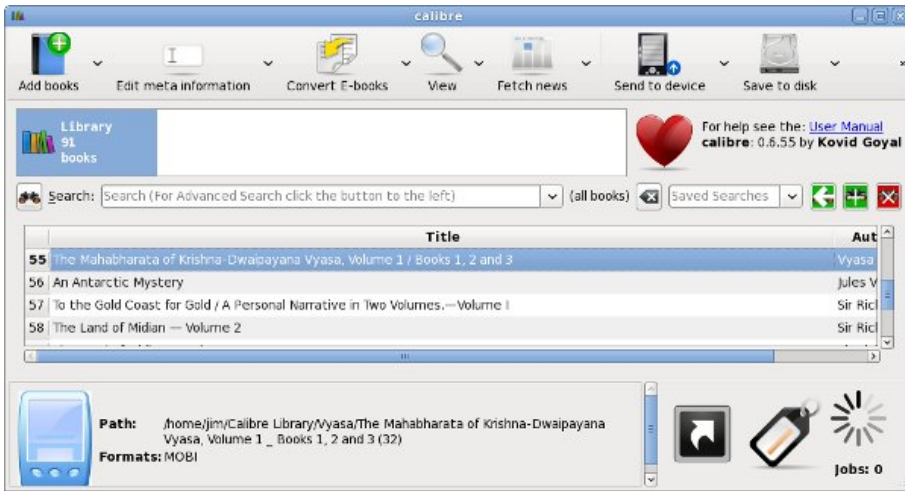 calibre
Add books
Edit meta information
Convert E-books
View
Fetch news
Send to device
Save to disk
Library
91
books
For help see the: User Manual
calibre: 0.6.55 by Kovid Goyal
Search: Search (For Advanced Search click the button to the left) (all books) Saved Searches
Title Aut
55 The Mahabharata of Krishna-Dwaipayana Vyasa, Volume 1 / Books 1, 2 and 3 Vyasa
56 An Antarctic Mystery Jules V
57 To the Gold Coast for Gold / A Personal Narrative in Two Volumes.—Volume I Sir Ricl
58 The Land of Midian — Volume 2 Sir Ricl
Path: /home/jim/Calibre Library/Vyasa/The Mahabharata of Krishna-Dwaipayana
Vyasa, Volume 1 _ Books 1, 2 and 3 (32)
Formats: MOBI
Jobs: 0